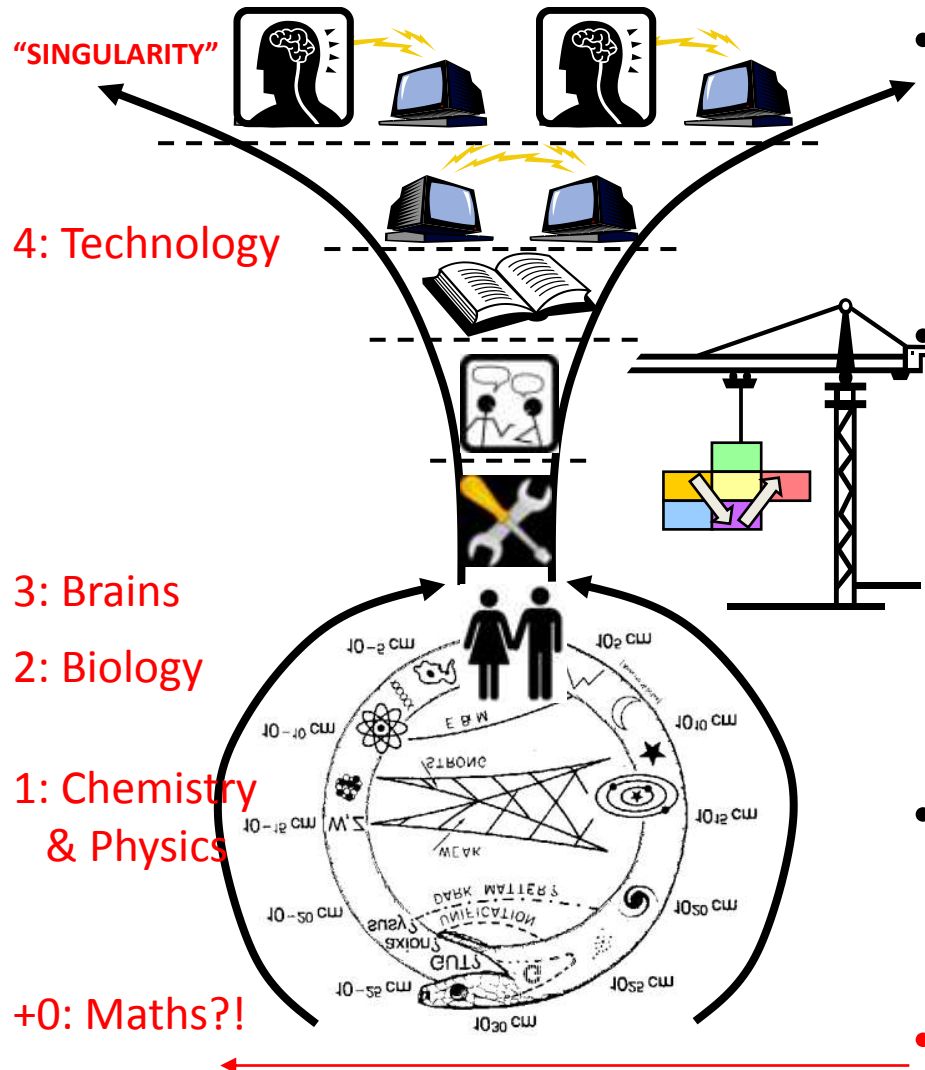 “SINGULARITY”
4: Technology
3: Brains
2: Biology
1: Chemistry
& Physics
+0: Maths?!
10-5 cm
105 cm
10-10 cm
1010 cm
E & M
STRONG
10-15 cm
W, Z
1015 cm
WEAK
DARK MATTER?
10-20 cm
1020 cm
susy?
UNIFICATION
axion?
GUT?
10-25 cm
1025 cm
1030 cm